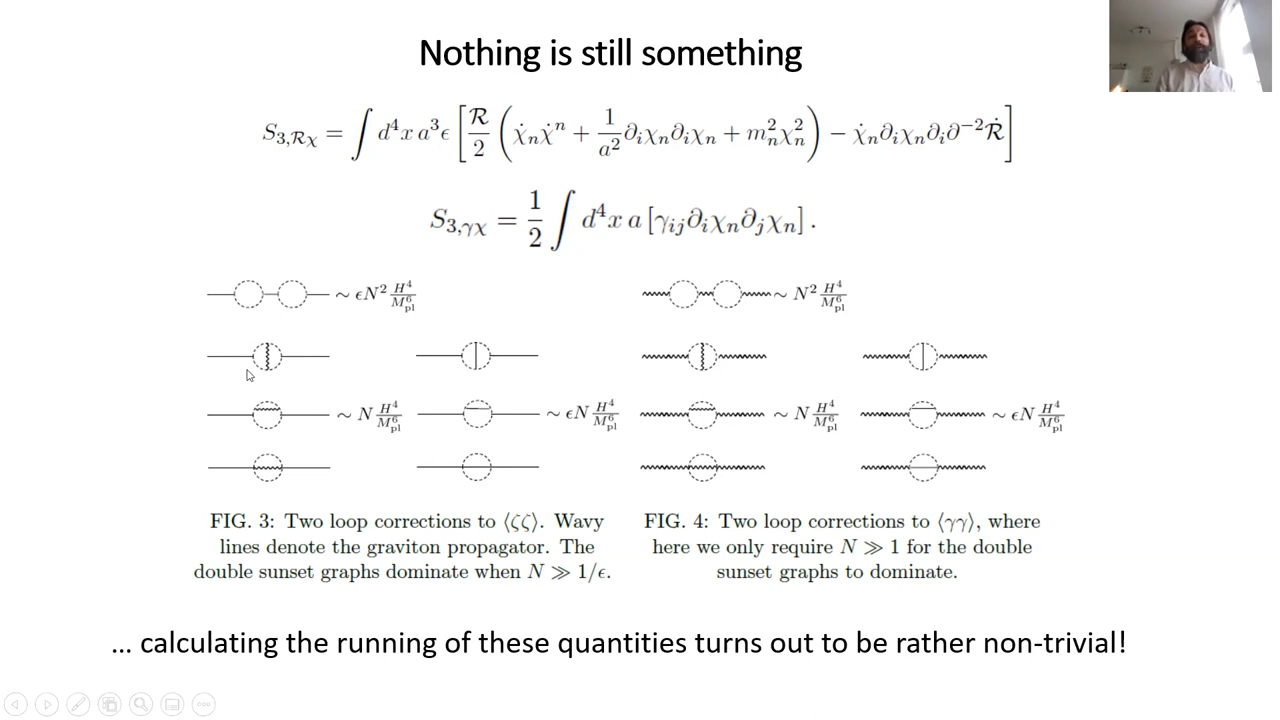 Nothing is still something
$S_{3,\mathcal{R}\chi} = \int d^4x\, a^3\epsilon \left[ \frac{\mathcal{R}}{2} \left( \dot{\chi}_n\dot{\chi}^n + \frac{1}{a^2}\partial_i\chi_n\partial_i\chi_n + m_n^2\chi_n^2 \right) - \dot{\chi}_n\partial_i\chi_n\partial_i\partial^{-2}\dot{\mathcal{R}} \right]$
$S_{3,\gamma\chi} = \frac{1}{2} \int d^4x\, a \left[ \gamma_{ij}\partial_i\chi_n\partial_j\chi_n \right].$
$\sim \epsilon N^2 \frac{H^4}{M_{\rm pl}^6}$
$\sim N \frac{H^4}{M_{\rm pl}^6}$
$\sim \epsilon N \frac{H^4}{M_{\rm pl}^6}$
FIG. 3: Two loop corrections to ⟨ζζ⟩. Wavy
lines denote the graviton propagator. The
double sunset graphs dominate when N ≫ 1/ϵ.
$\sim N^2 \frac{H^4}{M_{\rm pl}^6}$
$\sim N \frac{H^4}{M_{\rm pl}^6}$
$\sim \epsilon N \frac{H^4}{M_{\rm pl}^6}$
FIG. 4: Two loop corrections to ⟨γγ⟩, where
here we only require N ≫ 1 for the double
sunset graphs to dominate.
... calculating the running of these quantities turns out to be rather non-trivial!